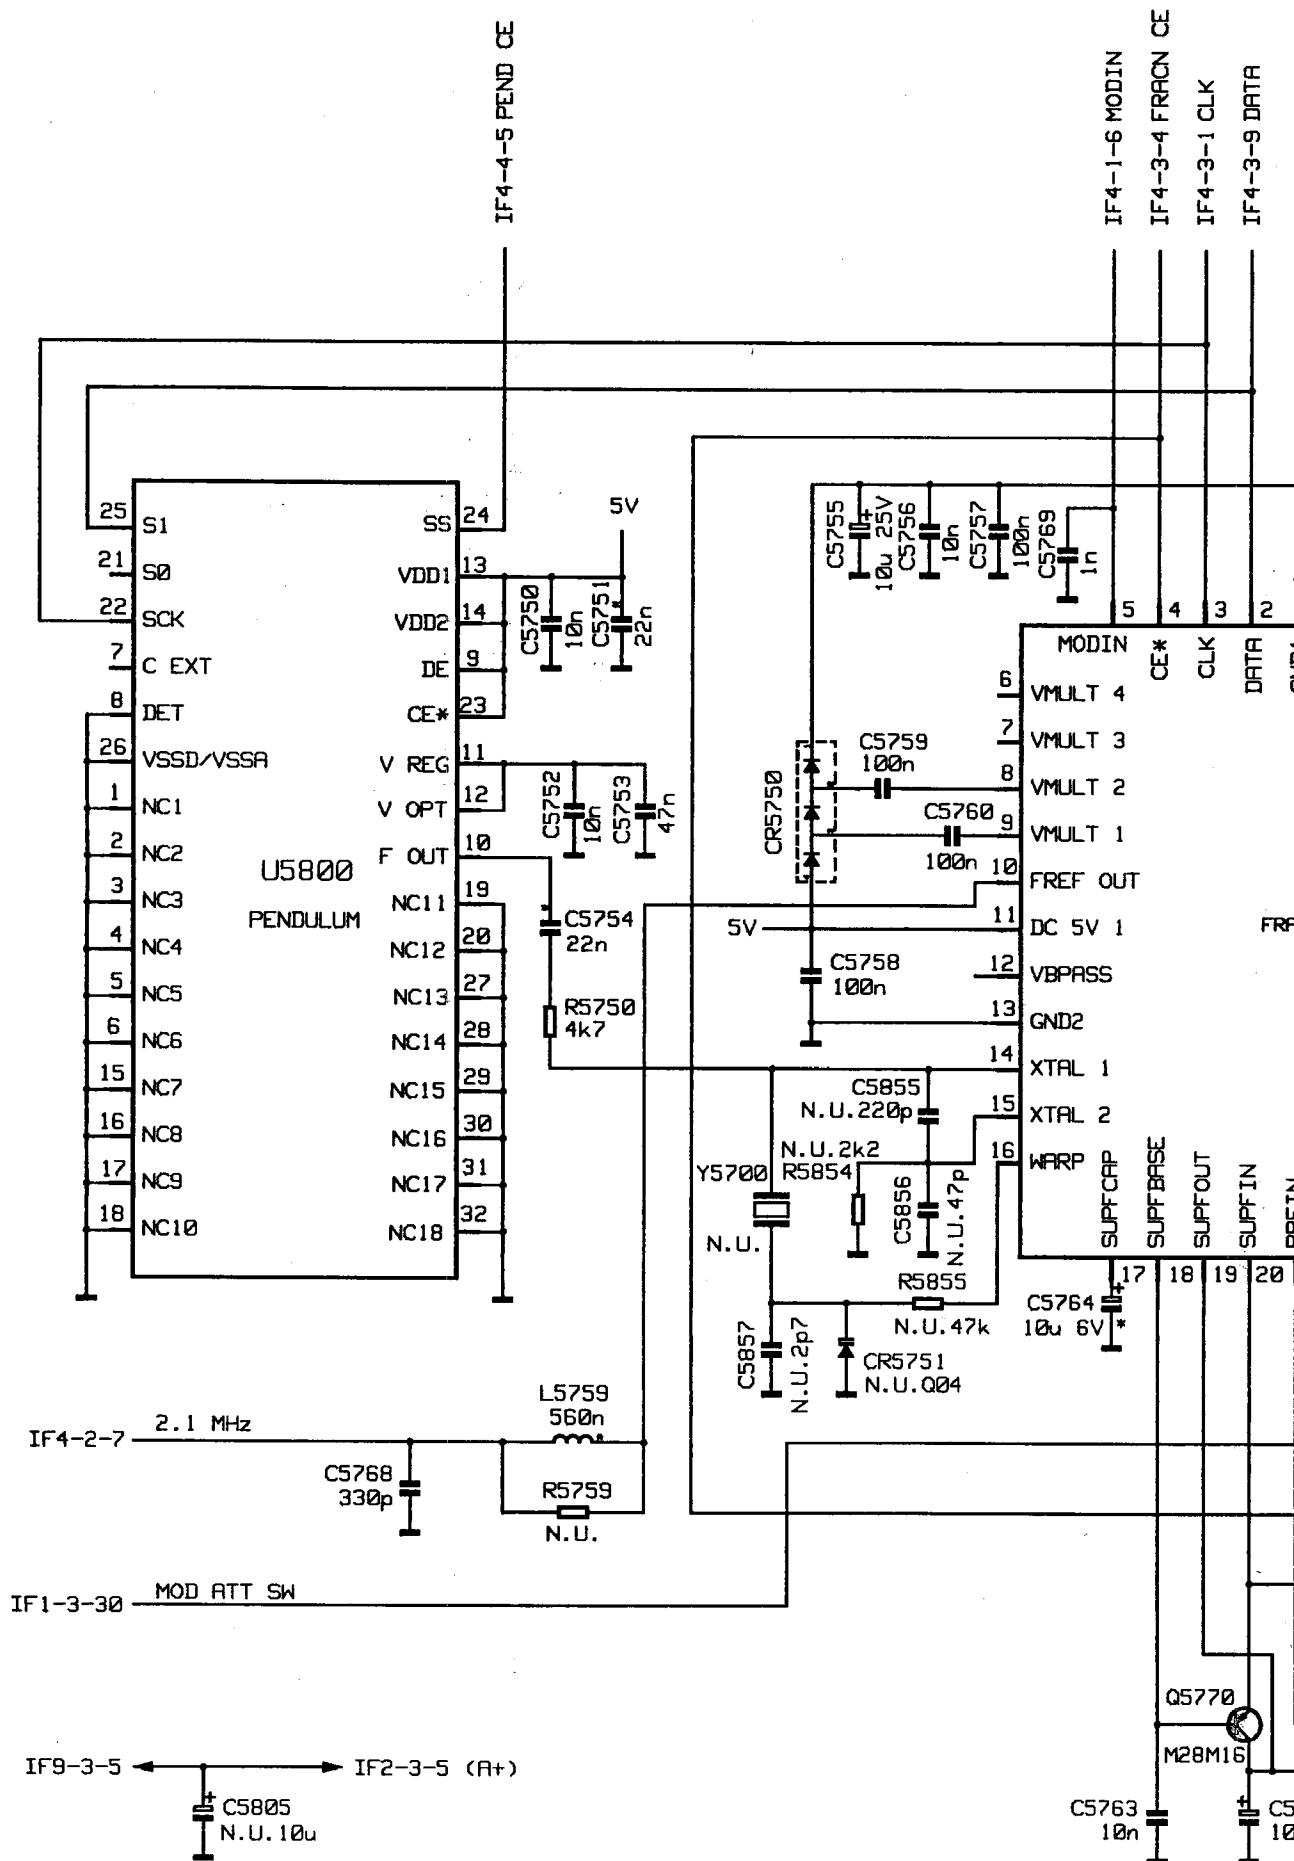 IF4-4-5 PEND CE
IF4-1-6 MODIN
IF4-3-4 FRACN CE
IF4-3-1 CLK
IF4-3-9 DATA
25 S1
21 S0
22 SCK
7 C EXT
8 DET
26 VSSD/VSSA
1 NC1
2 NC2
3 NC3
4 NC4
5 NC5
6 NC6
15 NC7
16 NC8
17 NC9
18 NC10
U5800
PENDULUM
SS 24
VDD1 13
VDD2 14
DE 9
CE* 23
V REG 11
V OPT 12
F OUT 10
NC11 19
NC12 20
NC13 27
NC14 28
NC15 29
NC16 30
NC17 31
NC18 32
5V
C5750
10n
C5751
22n
*
C5752
10n
C5753
47n
*
C5754
22n
R5750
4k7
C5755
10u 25V
+
C5756
10n
C5757
100n
C5769
1n
5 MODIN
4 CE*
3 CLK
2 DATA
6 VMULT 4
7 VMULT 3
8 VMULT 2
9 VMULT 1
10 FREF OUT
11 DC 5V 1
12 VBPASS
13 GND2
14 XTAL 1
15 XTAL 2
16 WARP
FRA
CR5750
C5759
100n
C5760
100n
5V
C5758
100n
C5855
N.U.220p
N.U.2k2
R5854
Y5700
N.U.
C5856
N.U.47p
R5855
N.U.47k
C5857
N.U.2p7
CR5751
N.U.Q04
SUPFCAP
SUPFBASE
SUPFOUT
SUPFIN
17 18 19 20
C5764
10u 6V *
+
L5759
560n
IF4-2-7 2.1 MHz
C5768
330p
R5759
N.U.
IF1-3-30 MOD ATT SW
Q5770
M28M16
IF9-3-5 IF2-3-5 (A+)
+
C5805
N.U.10u
C5763
10n
+
C5
10